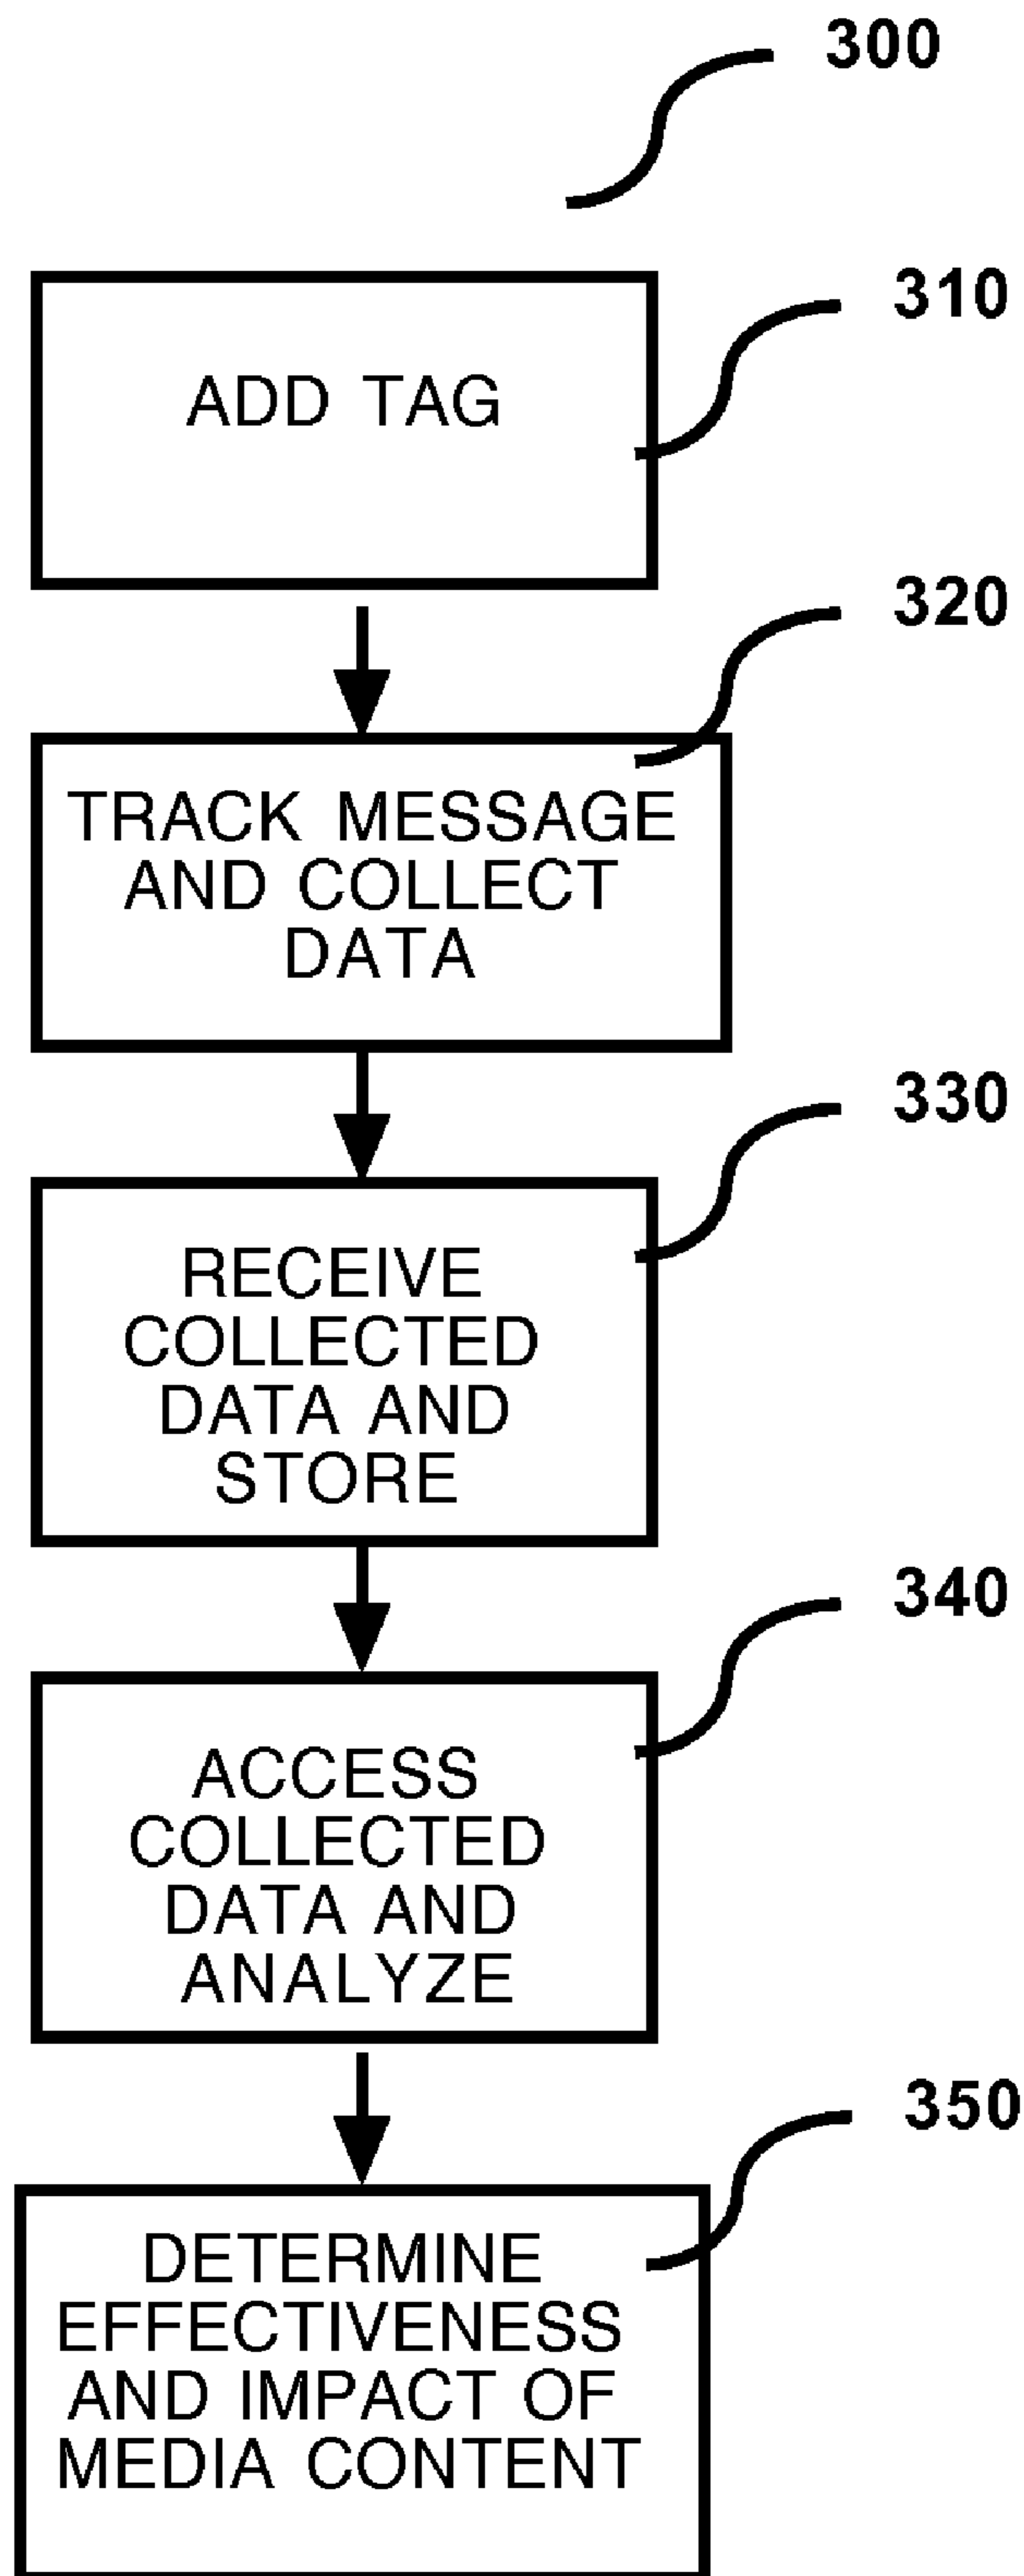 300
310
ADD TAG
320
TRACK MESSAGE
AND COLLECT
DATA
330
RECEIVE
COLLECTED
DATA AND
STORE
340
ACCESS
COLLECTED
DATA AND
ANALYZE
350
DETERMINE
EFFECTIVENESS
AND IMPACT OF
MEDIA CONTENT